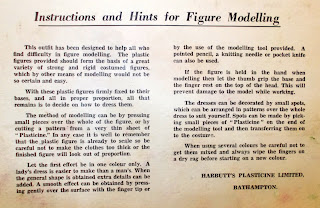 Instructions and Hints for Figure Modelling
This outfit has been designed to help all who
find difficulty in figure modelling. The plastic
figures provided should form the basis of a great
variety of strong and rigid costumed figures,
which by other means of modelling would not be
so certain and easy.
With these plastic figures firmly fixed to their
bases, and all in proper proportion, all that
remains is to decide on how to dress them.
The method of modelling can be by pressing
small pieces over the whole of the figure, or by
cutting a pattern from a very thin sheet of
"Plasticine." In any case it is well to remember
that the plastic figure is already to scale so be
careful not to make the clothes too thick or the
finished figure will look out of proportion.
Let the first effect be in one colour only. A
lady's dress is easier to make than a man's. When
the general shape is obtained extra details can be
added. A smooth effect can be obtained by press-
ing gently over the surface with the finger tip or
by the use of the modelling tool provided. A
pointed pencil, a knitting needle or pocket knife
can also be used.
If the figure is held in the hand when
modelling then let the thumb grip the base and
the finger rest on the top of the head. This will
prevent damage to the model while working.
The dresses can be decorated by small spots,
which can be arranged in patterns over the whole
dress to suit yourself. Spots can be made by pick-
ing small pieces of "Plasticine" on the end of
the modelling tool and then transferring them on
to the costume.
When using several colours be careful not to
get them sullied and always wipe the fingers on
a dry rag before starting on a new colour.
HARBUTT'S PLASTICINE LIMITED,
BATHAMPTON.